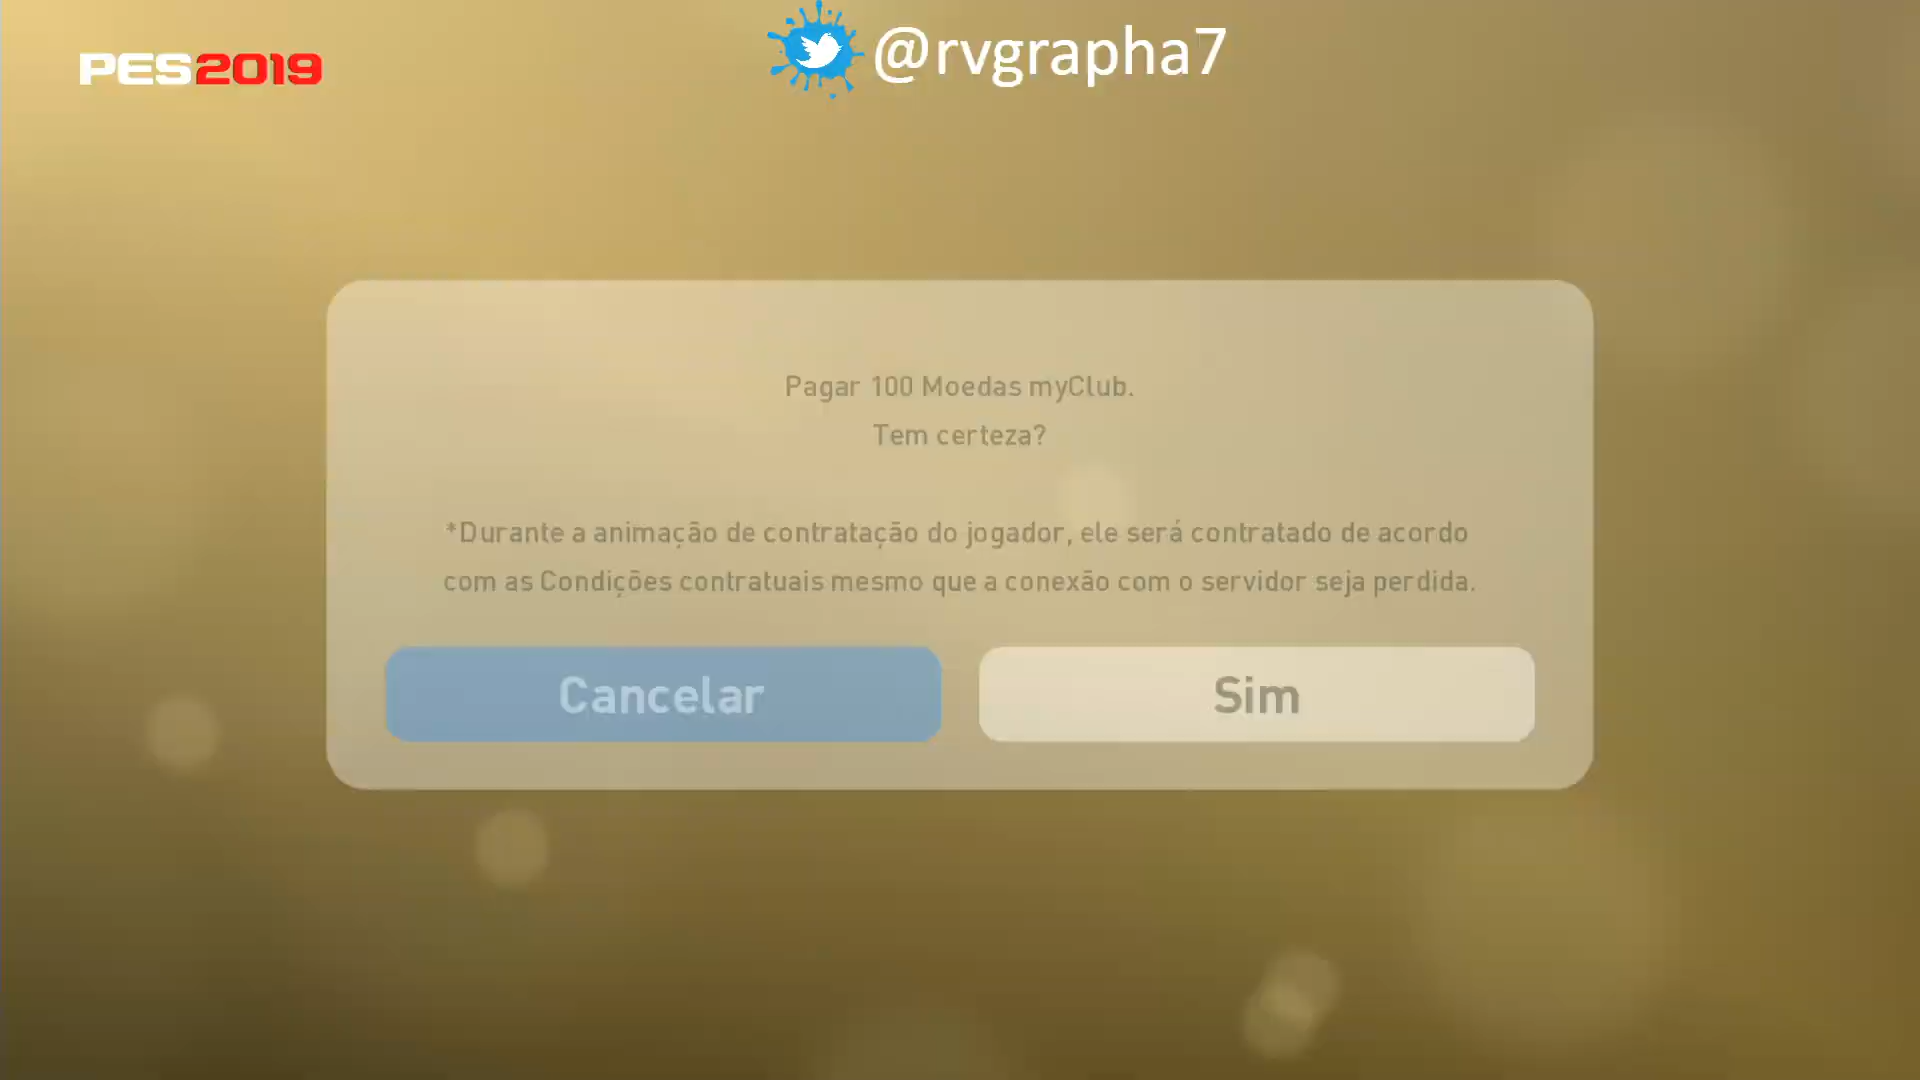 PES2019
@rvgrapha7
Pagar 100 Moedas myClub.
Tem certeza?
*Durante a animação de contratação do jogador, ele será contratado de acordo
com as Condições contratuais mesmo que a conexão com o servidor seja perdida.
Cancelar
Sim